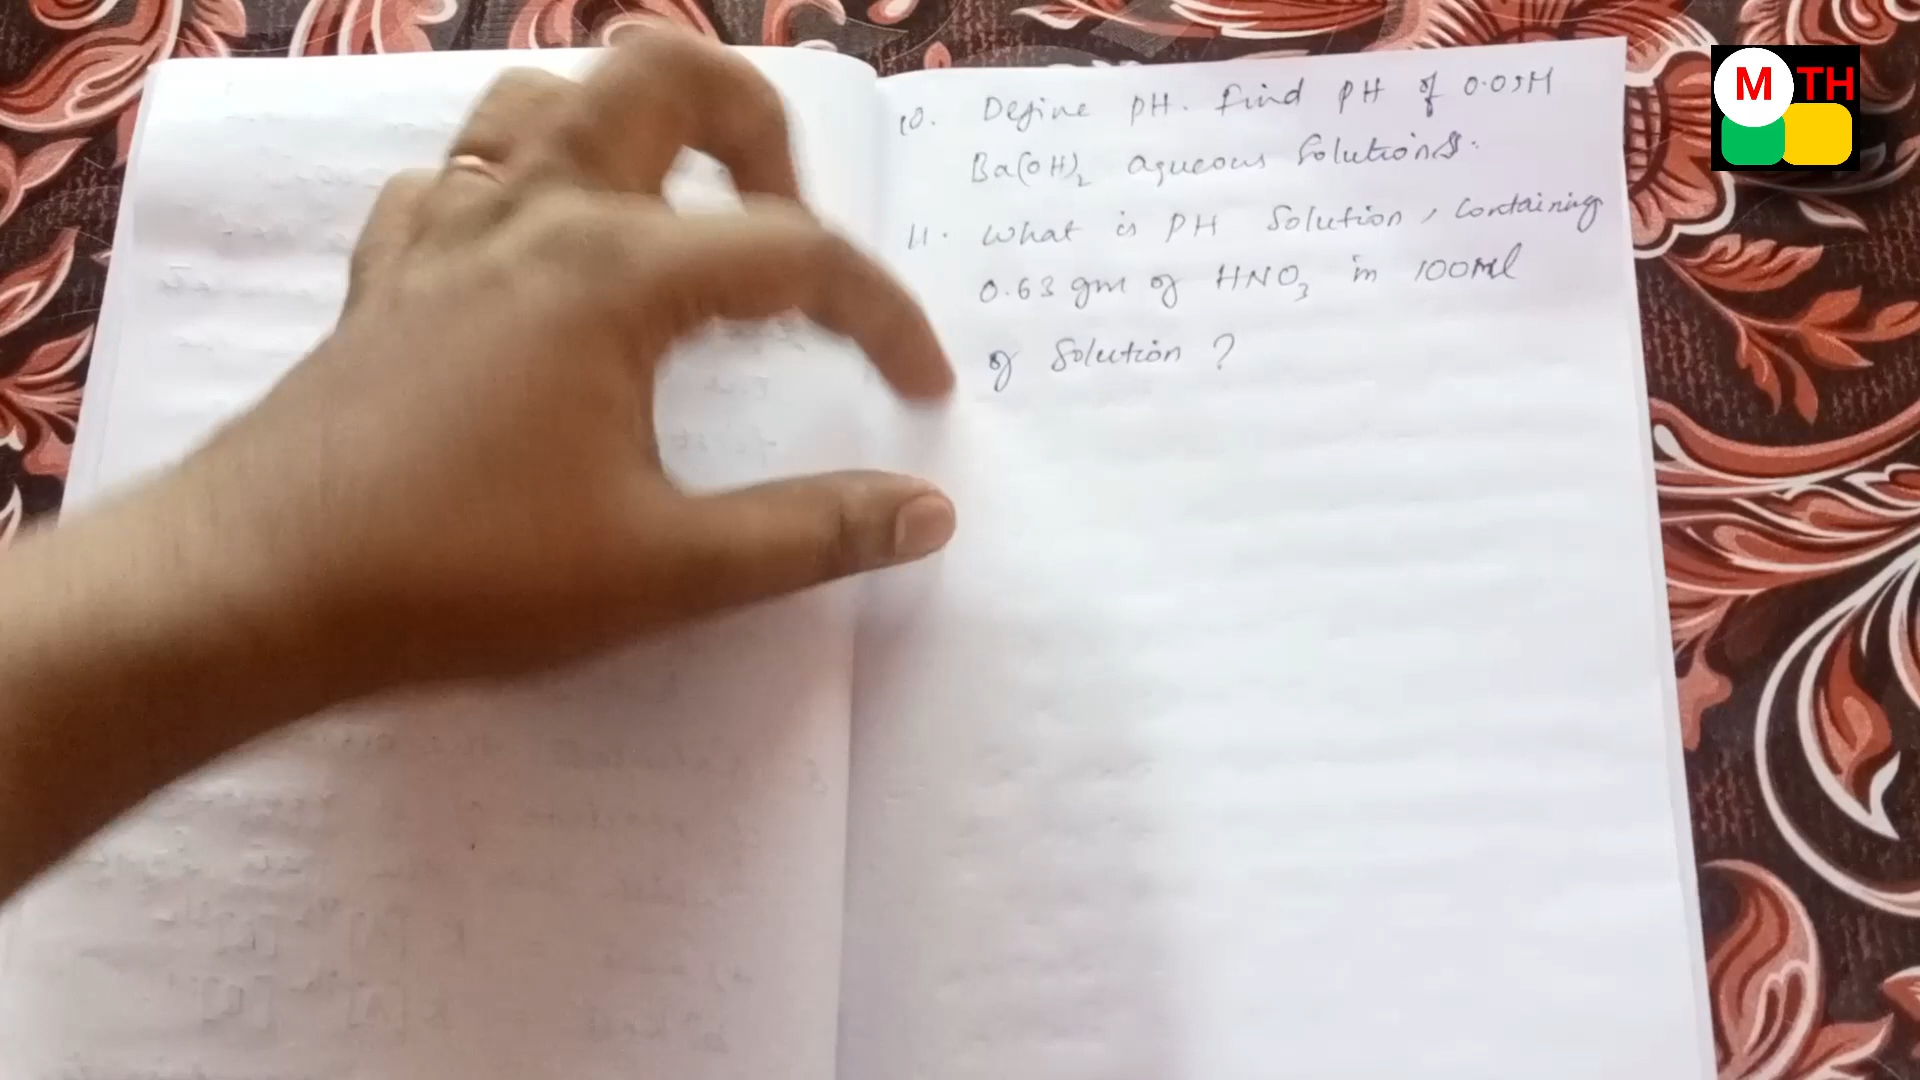 10. Define pH. Find pH of 0.05M
Ba(OH)₂ aqueous Solutions.
11. What is PH Solution, Containing
0.63 gm of HNO₃ in 100Ml
of Solution ?
M TH